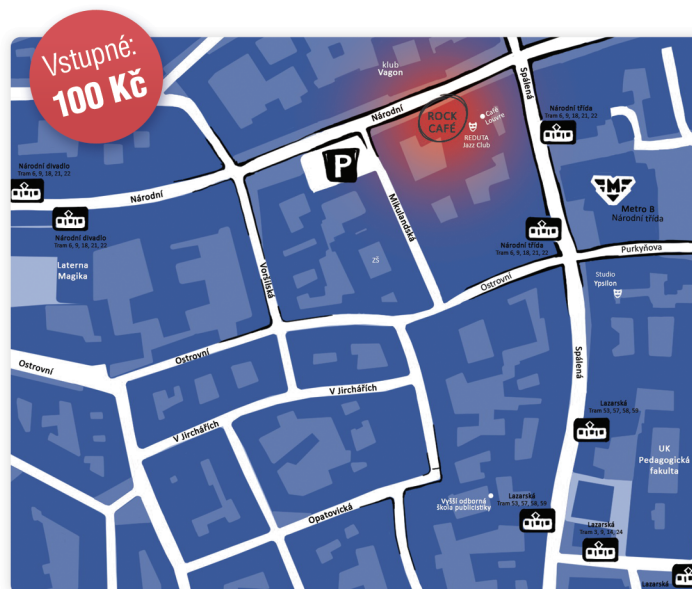 Vstupné:
100 Kč
klub
Vagon
Spálená
Národní
ROCK
CAFÉ
Café
Louvre
REDUTA
Jazz Club
Národní třída
Tram 6, 9, 18, 21, 22
P
Národní divadlo
Tram 6, 9, 18, 21, 22
Národní
Mikulandská
M
Metro B
Národní třída
Národní divadlo
Tram 6, 9, 18, 21, 22
Národní třída
Tram 6, 9, 18, 21, 22
Purkyňova
Laterna
Magika
Voršilská
ZŠ
Ostrovní
Studio
Ypsilon
Ostrovní
Ostrovní
Spálená
V Jirchářích
V Jirchářích
Lazarská
Tram 53, 57, 58, 59
UK
Pedagogická
fakulta
Vyšší odborná
škola publicistiky
Lazarská
Tram 53, 57, 58, 59
Opatovická
Lazarská
Tram 3, 9, 14, 24
Lazarská